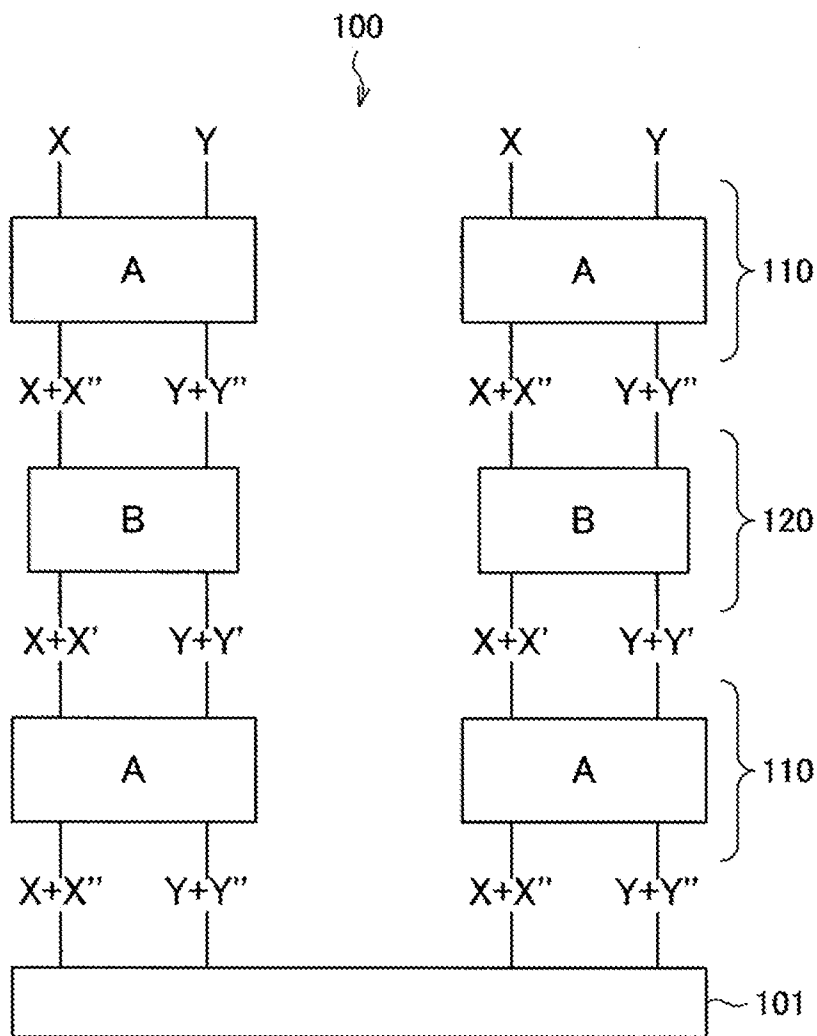 100
X Y X Y
A A 110
X+X" Y+Y" X+X" Y+Y"
B B 120
X+X' Y+Y' X+X' Y+Y'
A A 110
X+X" Y+Y" X+X" Y+Y"
101